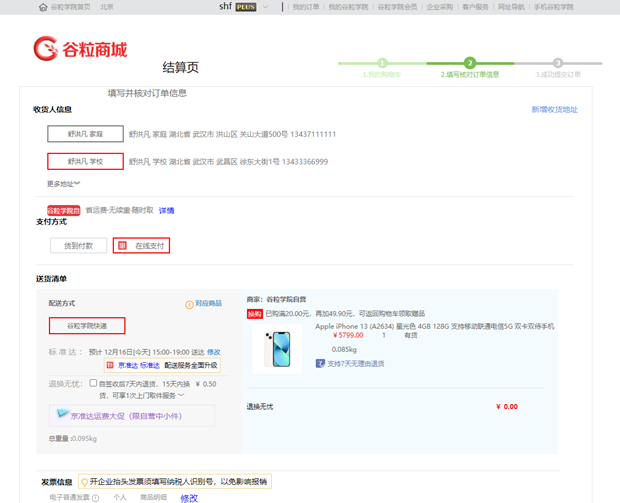 谷粒学院首页 北京 shf PLUS 我的订单 我的谷粒学院 谷粒学院会员 企业采购 客户服务 网站导航 手机谷粒学院
谷粒商城
结算页
1 2 3
1.我的购物车 2.填写核对订单信息 3.成功提交订单
填写并核对订单信息
收货人信息 新增收货地址
舒洪凡 家庭 舒洪凡 家庭 湖北省 武汉市 洪山区 关山大道500号 13437111111
舒洪凡 学校 舒洪凡 学校 湖北省 武汉市 武昌区 徐东大街1号 13433366999
更多地址
谷粒学院自 省运费·无续重·随时取 详情
支付方式
货到付款 惠 在线支付
送货清单
配送方式 对应商品
谷粒学院快递
标 准 达： 预计 12月16日[今天] 15:00-19:00 送达 修改
京准达 标准达 配送服务全面升级
退换无忧： 自签收后7天内退货，15天内换货，可享1次上门取件服务 ¥ 0.50
京准达运费大促（限自营中小件）
总重量 :0.095kg
商家：谷粒学院自营
换购 已购满20.00元，再加49.90元，可返回购物车领取赠品
Apple iPhone 13 (A2634) 星光色 4GB 128G 支持移动联通电信5G 双卡双待手机
￥5799.00 1 有货
0.085kg
7 支持7天无理由退货
退换无忧 ￥ 0.00
发票信息 开企业抬头发票须填写纳税人识别号，以免影响报销
电子普通发票 个人 商品明细 修改